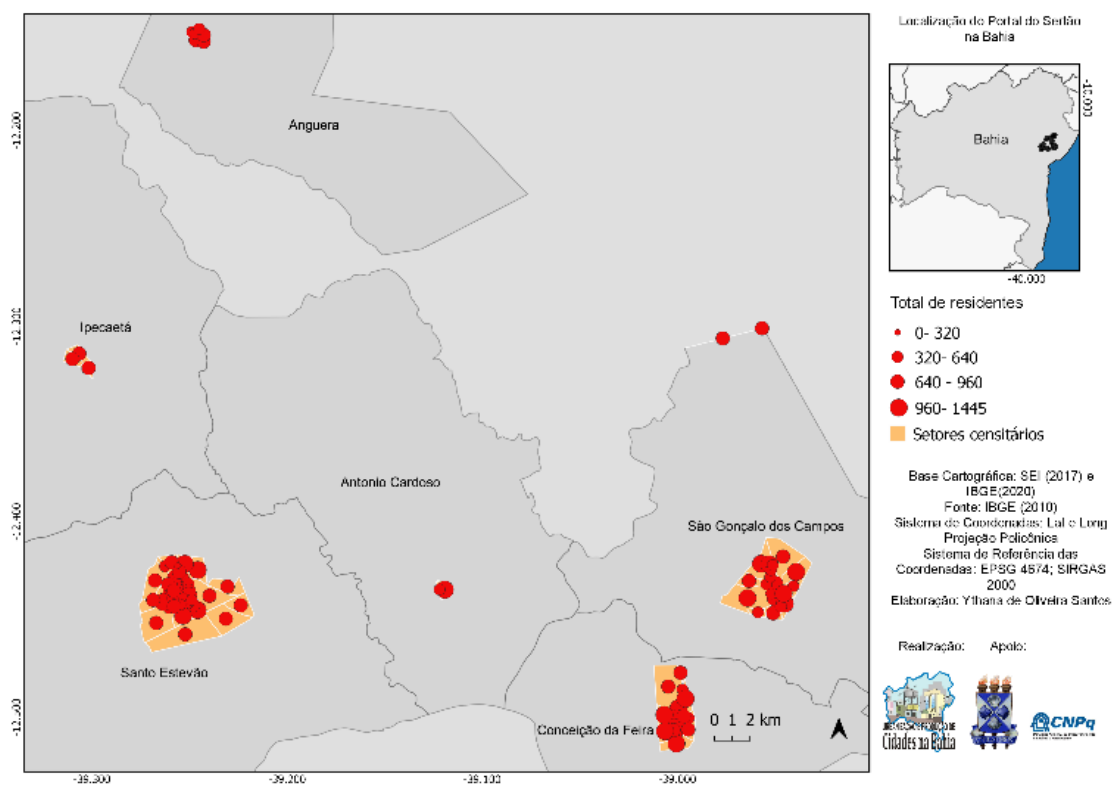 Localização do Portal do Sertão
na Bahia
-10.000
Bahia
-40.000
Total de residentes
0- 320
320- 640
640- 960
960- 1445
Setores censitários
Base Cartográfica: SEI (2017) e
IBGE(2020)
Fonte: IBGE (2010)
Sistema de Coordenadas: Lat e Long
Projeção Policônica
Sistema de Referência das
Coordenadas: EPSG 4674; SIRGAS
2000
Elaboração: Ythana de Oliveira Santos
Realização: Apoio:
Cidades na Bahia
CNPq
Anguera
Ipecaetá
Antonio Cardoso
São Gonçalo dos Campos
Santo Estevão
Conceição da Feira
0 1 2 km
-12.200
-12.300
-12.400
-12.500
-39.300
-39.200
-39.100
-39.000